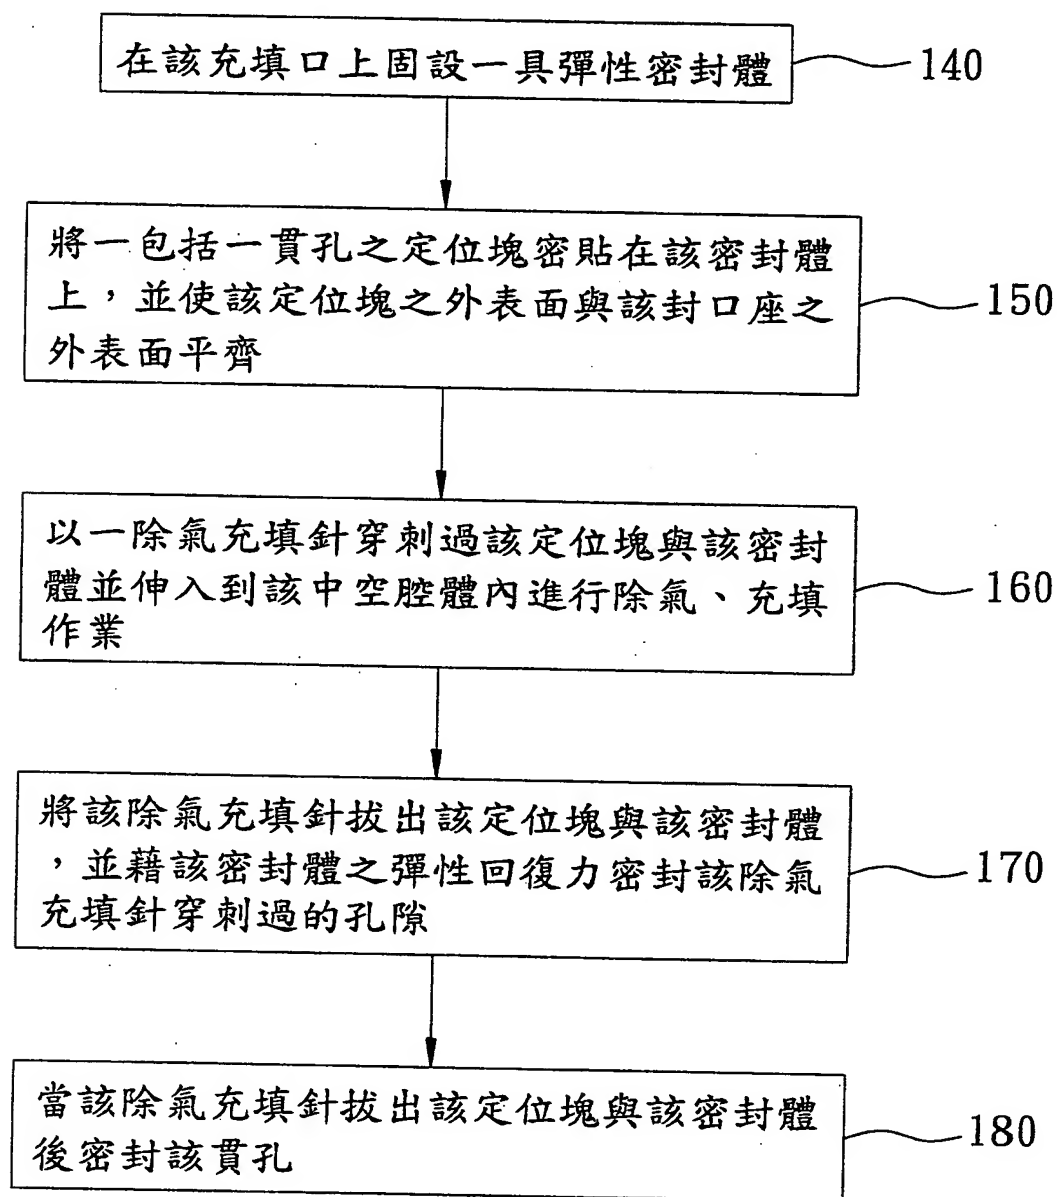 在該充填口上固設一具彈性密封體
140
將一包括一貫孔之定位塊密貼在該密封體
上，並使該定位塊之外表面與該封口座之
外表面平齊
150
以一除氣充填針穿刺過該定位塊與該密封
體並伸入到該中空腔體內進行除氣、充填
作業
160
將該除氣充填針拔出該定位塊與該密封體
，並藉該密封體之彈性回復力密封該除氣
充填針穿刺過的孔隙
170
當該除氣充填針拔出該定位塊與該密封體
後密封該貫孔
180